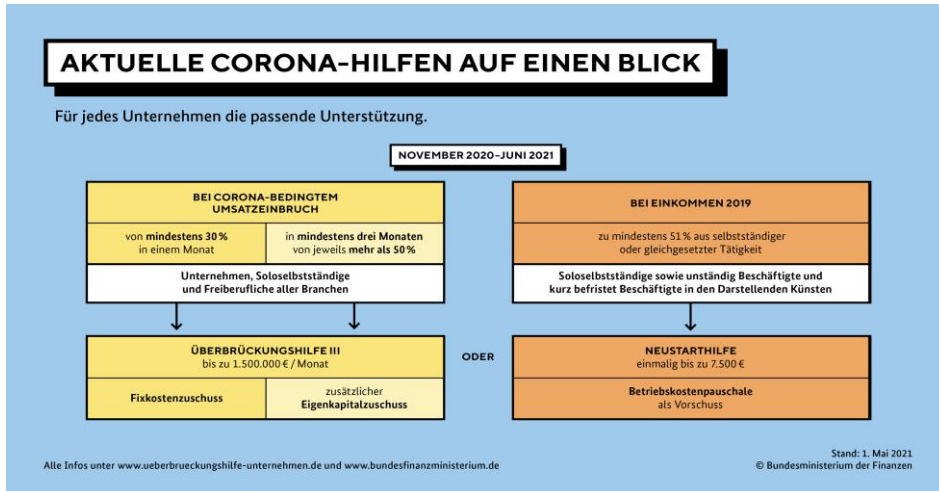 AKTUELLE CORONA-HILFEN AUF EINEN BLICK
Für jedes Unternehmen die passende Unterstützung.
NOVEMBER 2020–JUNI 2021
BEI CORONA-BEDINGTEM
UMSATZEINBRUCH
von mindestens 30 %
in einem Monat
in mindestens drei Monaten
von jeweils mehr als 50 %
Unternehmen, Soloselbstständige
und Freiberufliche aller Branchen
ÜBERBRÜCKUNGSHILFE III
bis zu 1.500.000 € / Monat
Fixkostenzuschuss
zusätzlicher
Eigenkapitalzuschuss
ODER
BEI EINKOMMEN 2019
zu mindestens 51 % aus selbstständiger
oder gleichgesetzter Tätigkeit
Soloselbstständige sowie unständig Beschäftigte und
kurz befristet Beschäftigte in den Darstellenden Künsten
NEUSTARTHILFE
einmalig bis zu 7.500 €
Betriebskostenpauschale
als Vorschuss
Alle Infos unter www.ueberbrueckungshilfe-unternehmen.de und www.bundesfinanzministerium.de
Stand: 1. Mai 2021
© Bundesministerium der Finanzen